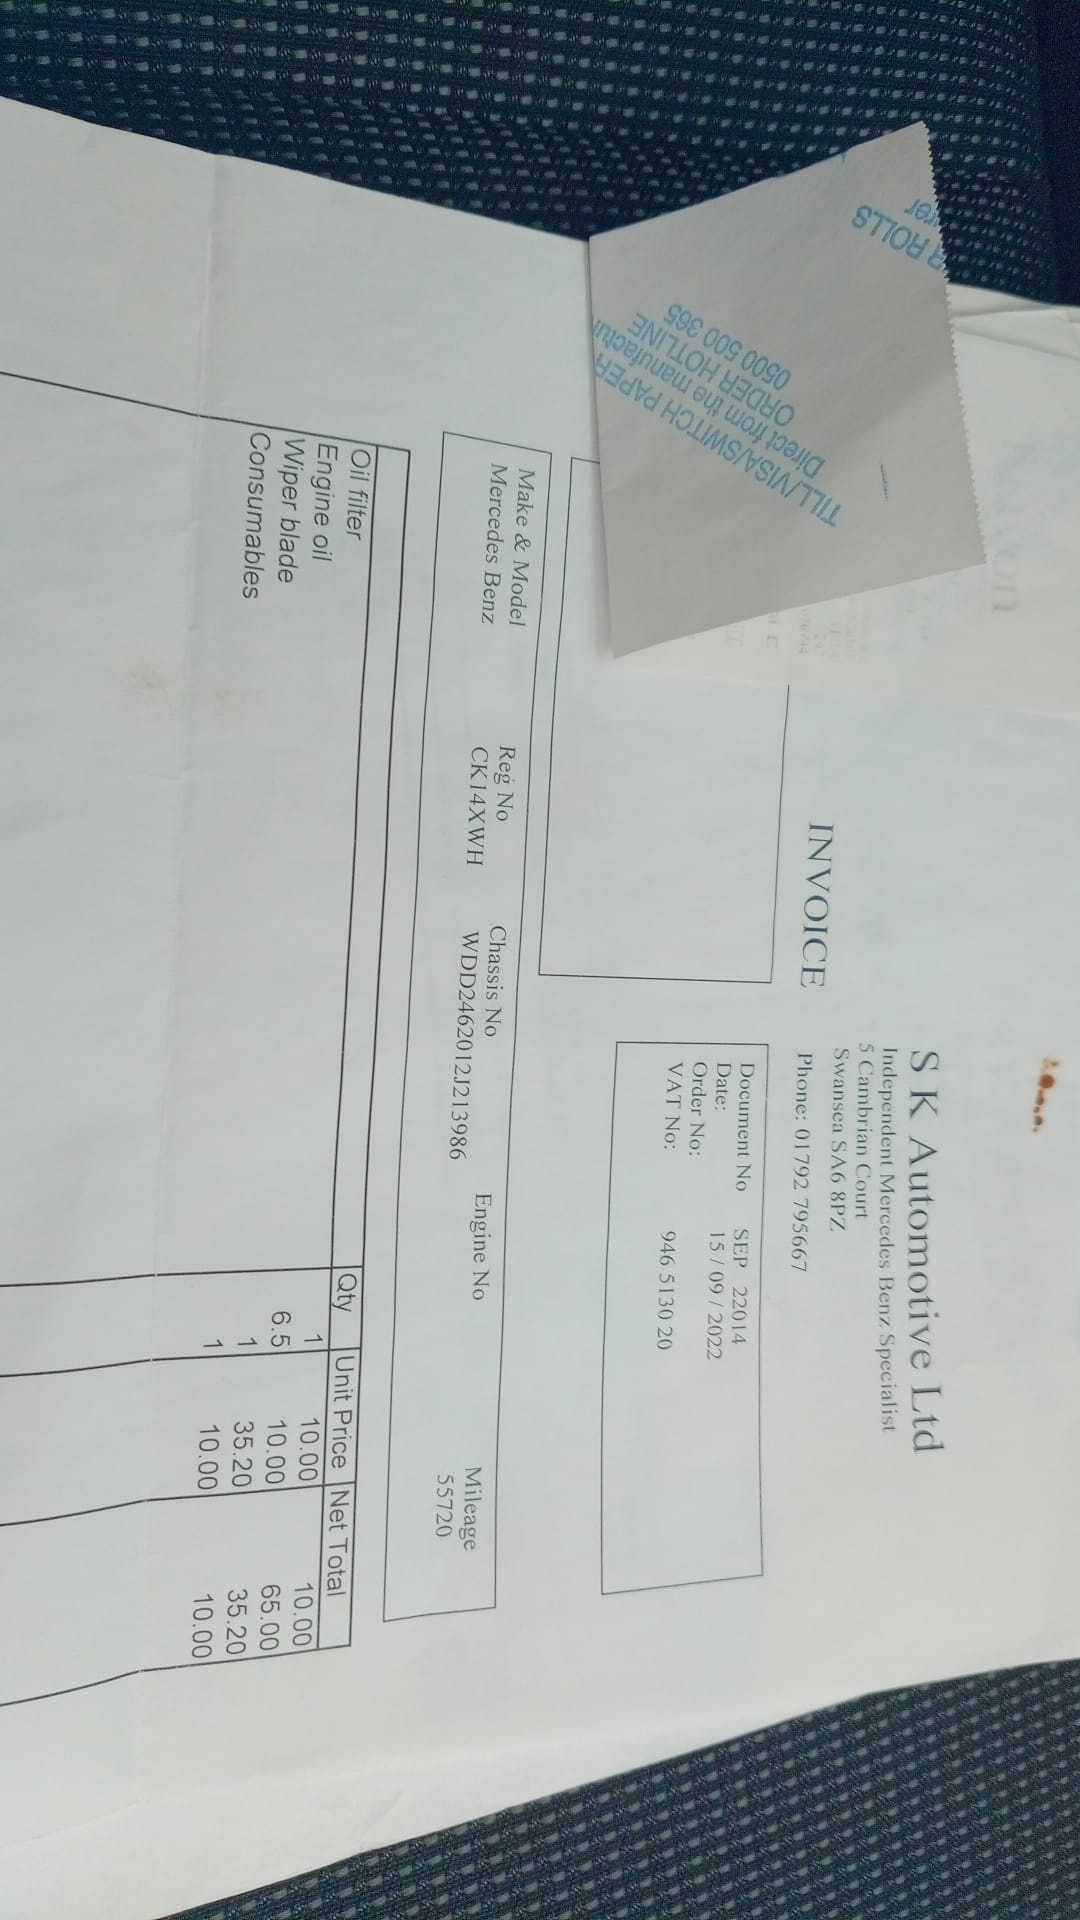 S K Automotive Ltd
Independent Mercedes Benz Specialist
5 Cambrian Court
Swansea SA6 8PZ
Phone: 01792 795667
INVOICE
Document No SEP 22014
Date: 15 / 09 / 2022
Order No:
VAT No: 946 5130 20
Make & Model Reg No Chassis No Engine No Mileage
Mercedes Benz CK14XWH WDD2462012J213986 55720
Qty Unit Price Net Total
Oil filter 1 10.00 10.00
Engine oil 6.5 10.00 65.00
Wiper blade 1 35.20 35.20
Consumables 1 10.00 10.00
ROLLS
TILL/VISA/SWITCH PAPER
Direct from the
ORDER HOTLINE
0500 500 365